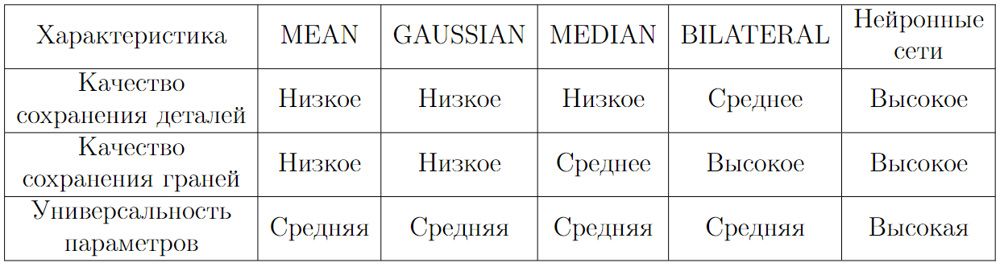 Характеристика MEAN GAUSSIAN MEDIAN BILATERAL Нейронные
сети
Качество
сохранения деталей Низкое Низкое Низкое Среднее Высокое
Качество
сохранения граней Низкое Низкое Среднее Высокое Высокое
Универсальность
параметров Средняя Средняя Средняя Средняя Высокая